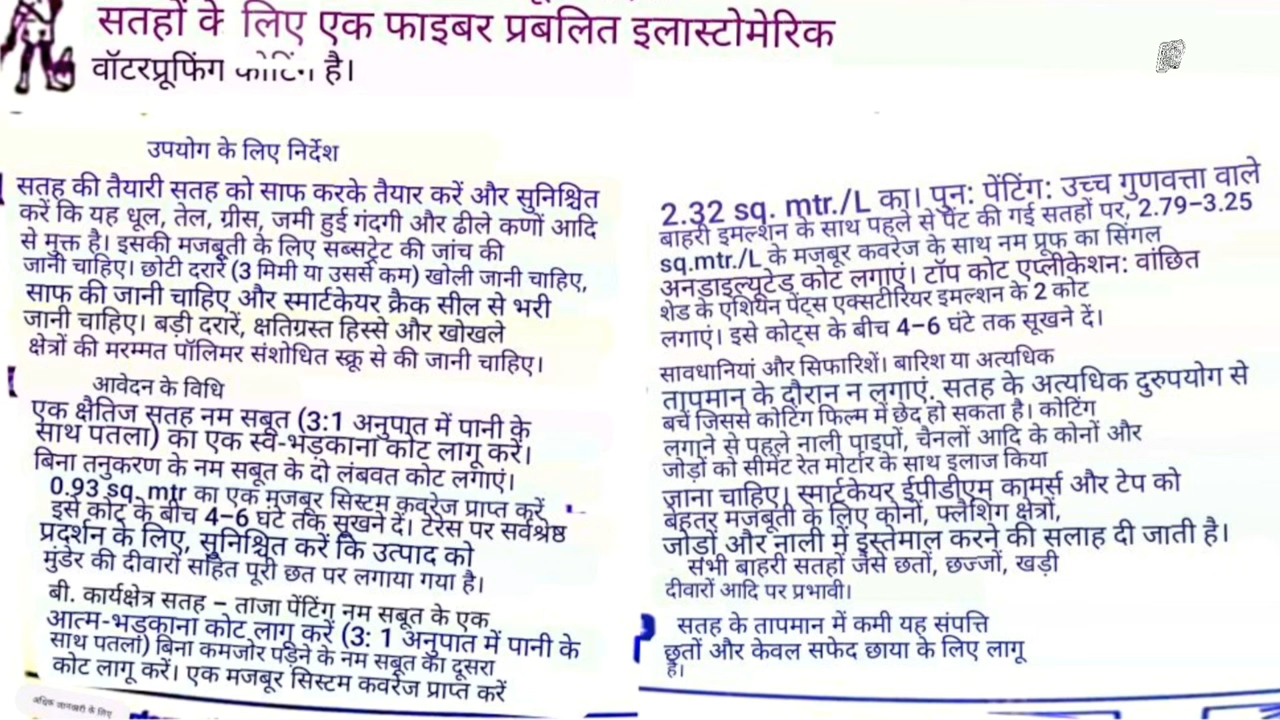 सतहों के लिए एक फाइबर प्रबलित इलास्टोमेरिक
वॉटरप्रूफिंग कोटिंग है।
उपयोग के लिए निर्देश
सतह की तैयारी सतह को साफ करके तैयार करें और सुनिश्चित
करें कि यह धूल, तेल, ग्रीस, जमी हुई गंदगी और ढीले कणों आदि
से मुक्त है। इसकी मजबूती के लिए सब्सट्रेट की जांच की
जानी चाहिए। छोटी दरारें (3 मिमी या उससे कम) खोली जानी चाहिए,
साफ की जानी चाहिए और स्मार्टकेयर क्रैक सील से भरी
जानी चाहिए। बड़ी दरारें, क्षतिग्रस्त हिस्से और खोखले
क्षेत्रों की मरम्मत पॉलिमर संशोधित स्क्रू से की जानी चाहिए।
आवेदन के विधि
एक क्षैतिज सतह नम सबूत (3:1 अनुपात में पानी के
साथ पतला) का एक स्व-भड़काना कोट लागू करें।
बिना तनुकरण के नम सबूत के दो लंबवत कोट लगाएं।
0.93 sq. mtr का एक मजबूर सिस्टम कवरेज प्राप्त करें
इसे कोट् के बीच 4-6 घंटे तक सूखने दें। टेरेस पर सर्वश्रेष्ठ
प्रदर्शन के लिए, सुनिश्चित करें कि उत्पाद को
मुंडेर की दीवारों सहित पूरी छत पर लगाया गया है।
बी. कार्यक्षेत्र सतह – ताजा पेंटिंग नम सबूत के एक
आत्म-भड़काना कोट लागू करें (3: 1 अनुपात में पानी के
साथ पतला) बिना कमजोर पड़ने के नम सबूत का दूसरा
कोट लागू करें। एक मजबूर सिस्टम कवरेज प्राप्त करें
अधिक जानकारी के लिए
2.32 sq. mtr./L का। पुन: पेंटिंग: उच्च गुणवत्ता वाले
बाहरी इमल्शन के साथ पहले से पेंट की गई सतहों पर, 2.79-3.25
sq.mtr./L के मजबूर कवरेज के साथ नम प्रूफ का सिंगल
अनडाइल्यूटेड कोट लगाएं। टॉप कोट एप्लीकेशन: वांछित
शेड के एशियन पेंट्स एक्सटीरियर इमल्शन के 2 कोट
लगाएं। इसे कोट्स के बीच 4-6 घंटे तक सूखने दें।
सावधानियां और सिफारिशें। बारिश या अत्यधिक
तापमान के दौरान न लगाएं. सतह के अत्यधिक दुरुपयोग से
बचें जिससे कोटिंग फिल्म में छेद हो सकता है। कोटिंग
लगाने से पहले नाली पाइपों, चैनलों आदि के कोनों और
जोड़ों को सीमेंट रेत मोर्टार के साथ इलाज किया
जाना चाहिए। स्मार्टकेयर ईपीडीएम कामर्स और टेप को
बेहतर मजबूती के लिए कोनों, फ्लैशिंग क्षेत्रों,
जोड़ों और नाली में इस्तेमाल करने की सलाह दी जाती है।
सभी बाहरी सतहों जैसे छतों, छज्जों, खड़ी
दीवारों आदि पर प्रभावी।
सतह के तापमान में कमी यह संपत्ति
छतों और केवल सफेद छाया के लिए लागू
है।